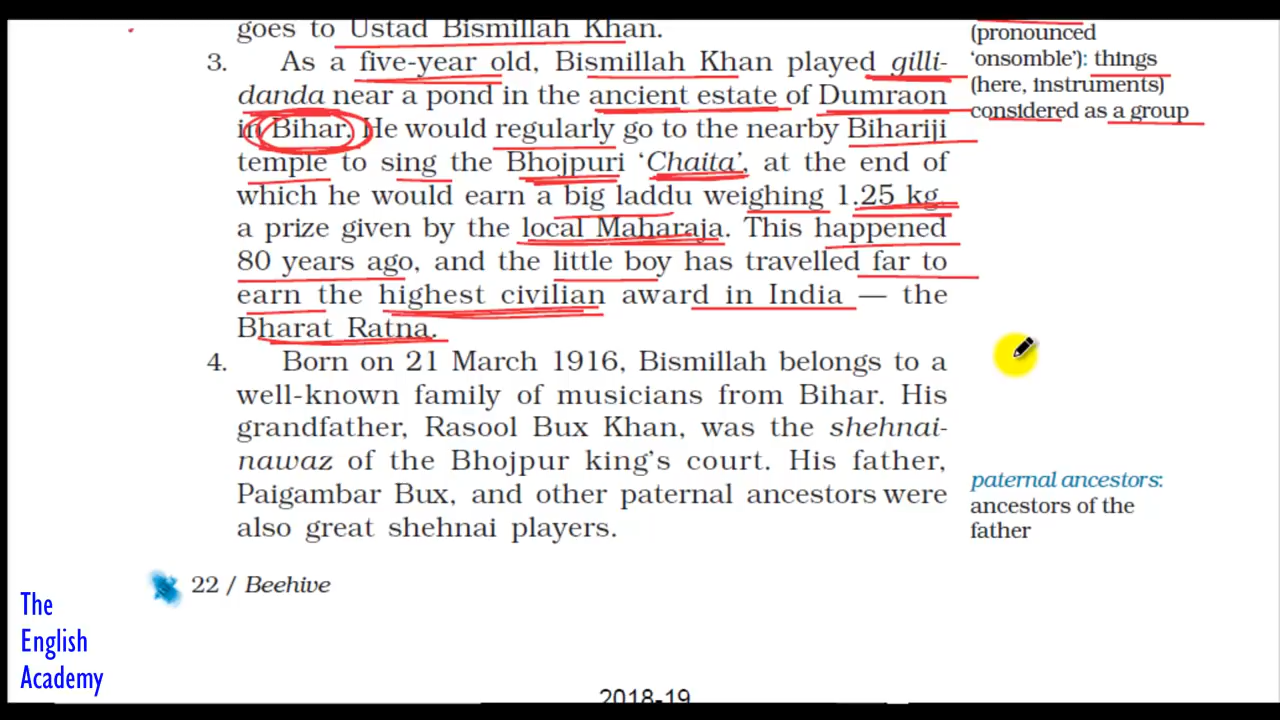 goes to Ustad Bismillah Khan.
3. As a five-year old, Bismillah Khan played gilli-
danda near a pond in the ancient estate of Dumraon
in Bihar. He would regularly go to the nearby Bihariji
temple to sing the Bhojpuri ‘Chaita’, at the end of
which he would earn a big laddu weighing 1.25 kg,
a prize given by the local Maharaja. This happened
80 years ago, and the little boy has travelled far to
earn the highest civilian award in India — the
Bharat Ratna.
4. Born on 21 March 1916, Bismillah belongs to a
well-known family of musicians from Bihar. His
grandfather, Rasool Bux Khan, was the shehnai-
nawaz of the Bhojpur king’s court. His father,
Paigambar Bux, and other paternal ancestors were
also great shehnai players.
(pronounced
‘onsomble’): things
(here, instruments)
considered as a group
paternal ancestors:
ancestors of the
father
22 / Beehive
The
English
Academy
2018-19